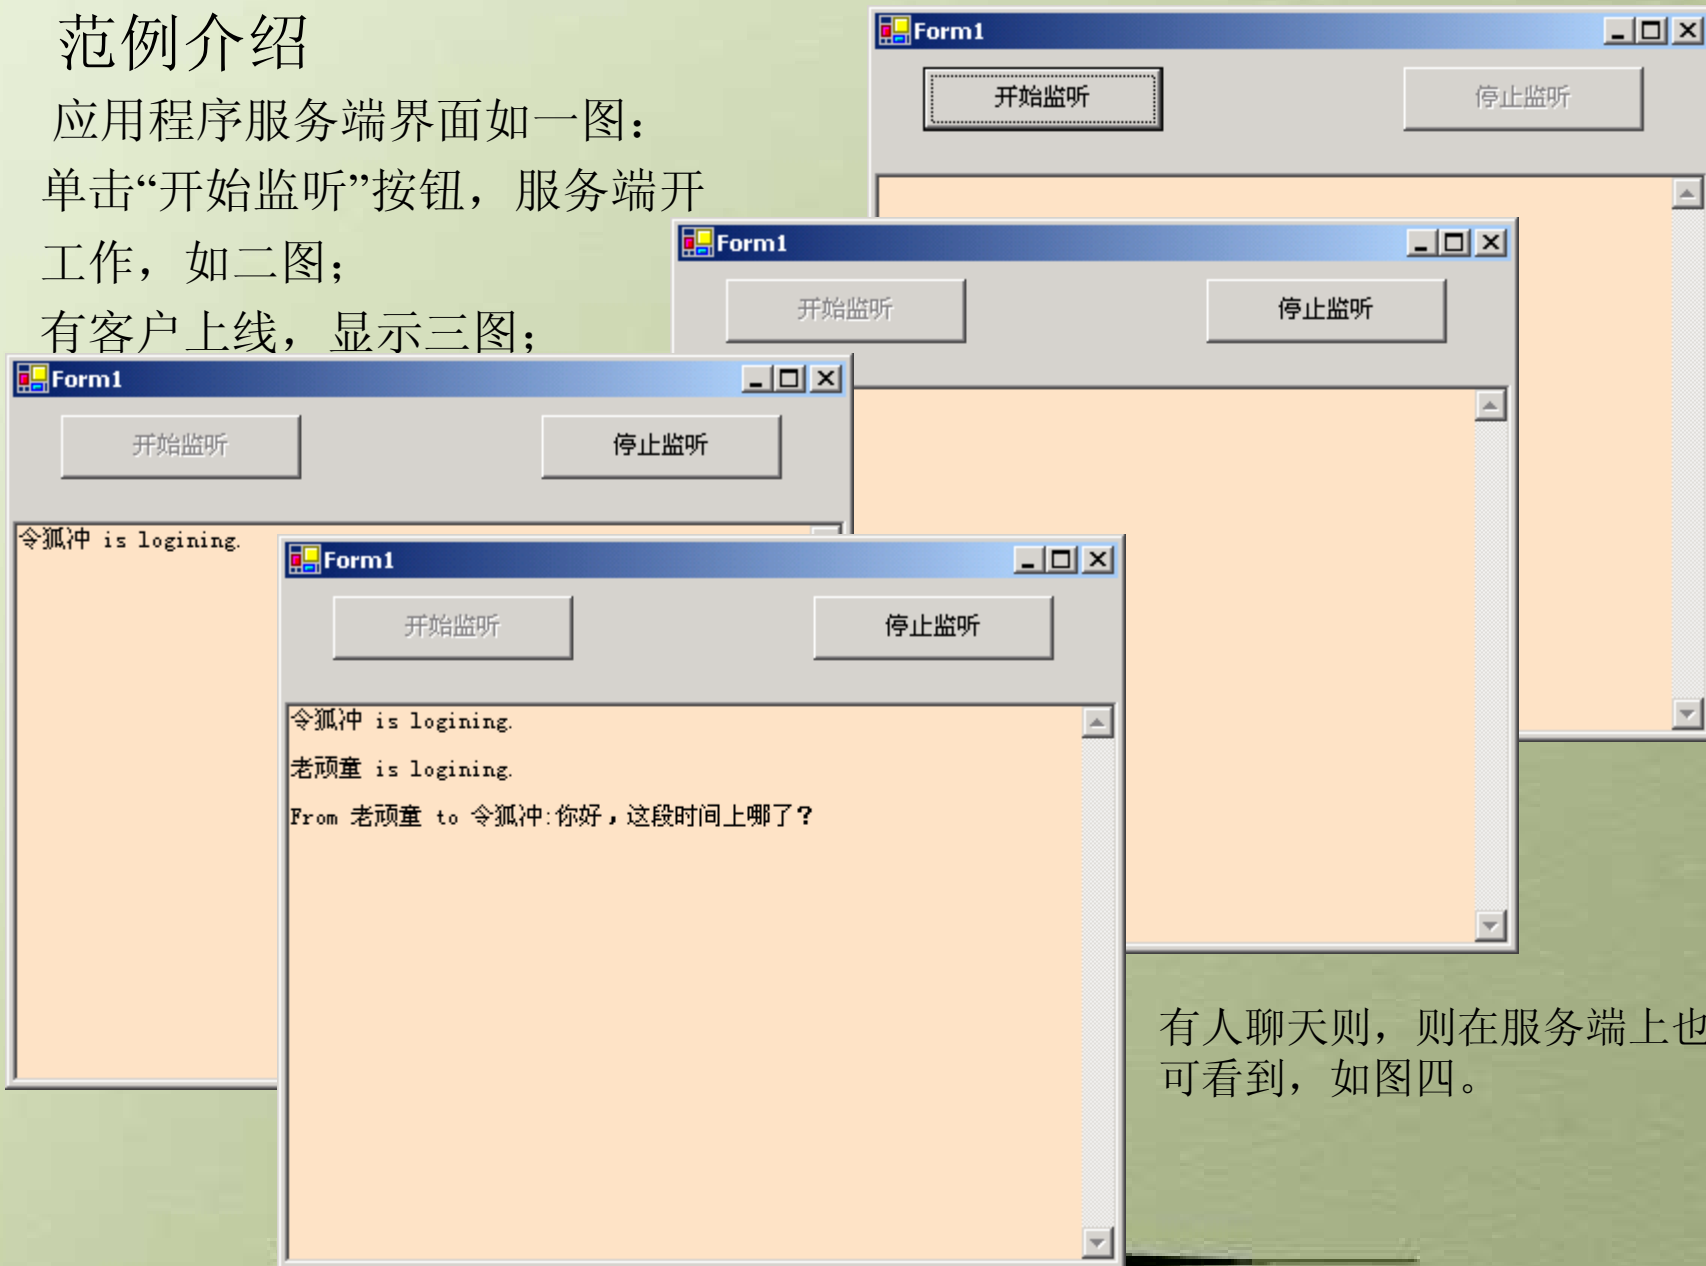 范例介绍
应用程序服务端界面如一图：
单击“开始监听”按钮，服务端开
工作，如二图；
有客户上线，显示三图；
Form1
开始监听
停止监听
Form1
开始监听
停止监听
Form1
开始监听
停止监听
令狐冲 is logining.
Form1
开始监听
停止监听
令狐冲 is logining.
老顽童 is logining.
From 老顽童 to 令狐冲:你好，这段时间上哪了？
有人聊天则，则在服务端上也
可看到，如图四。